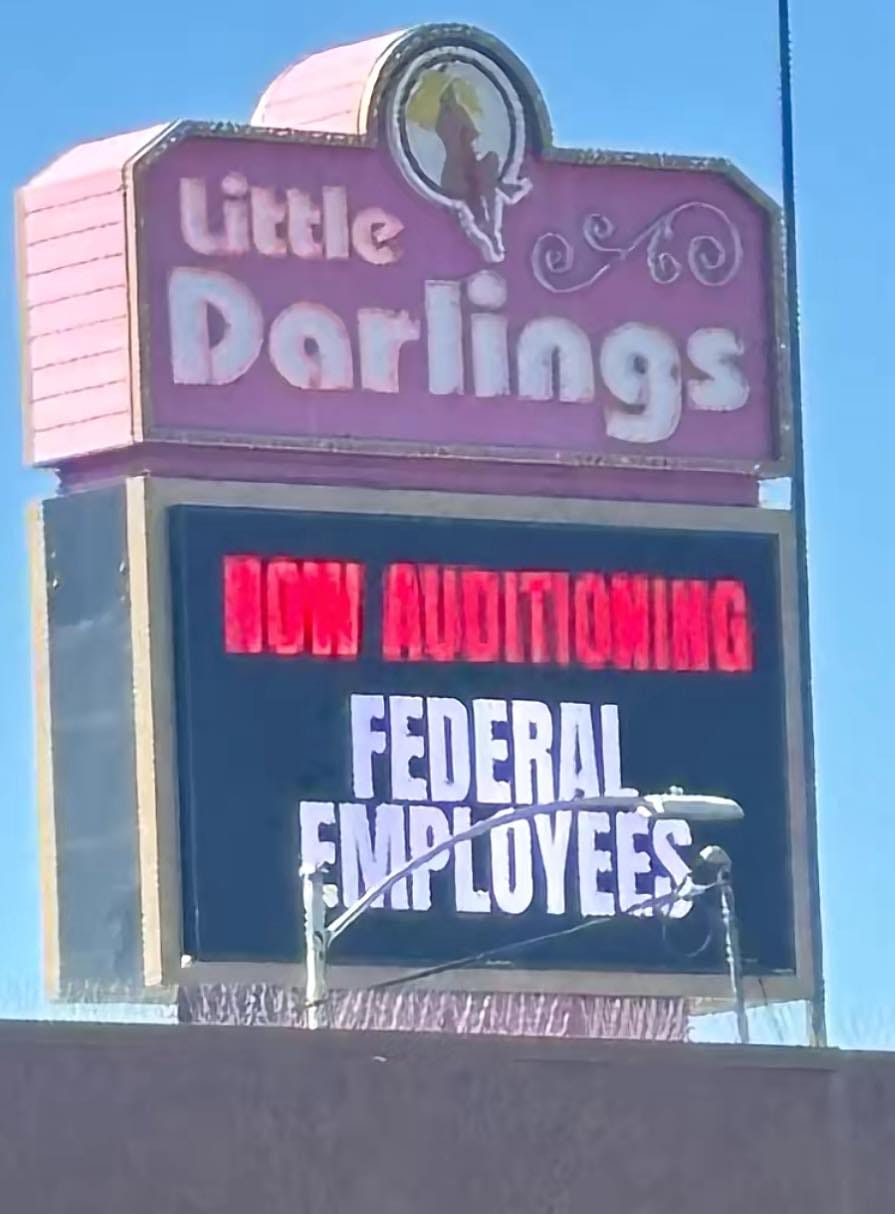 Little
Darlings
NOW AUDITIONING
FEDERAL
EMPLOYEES